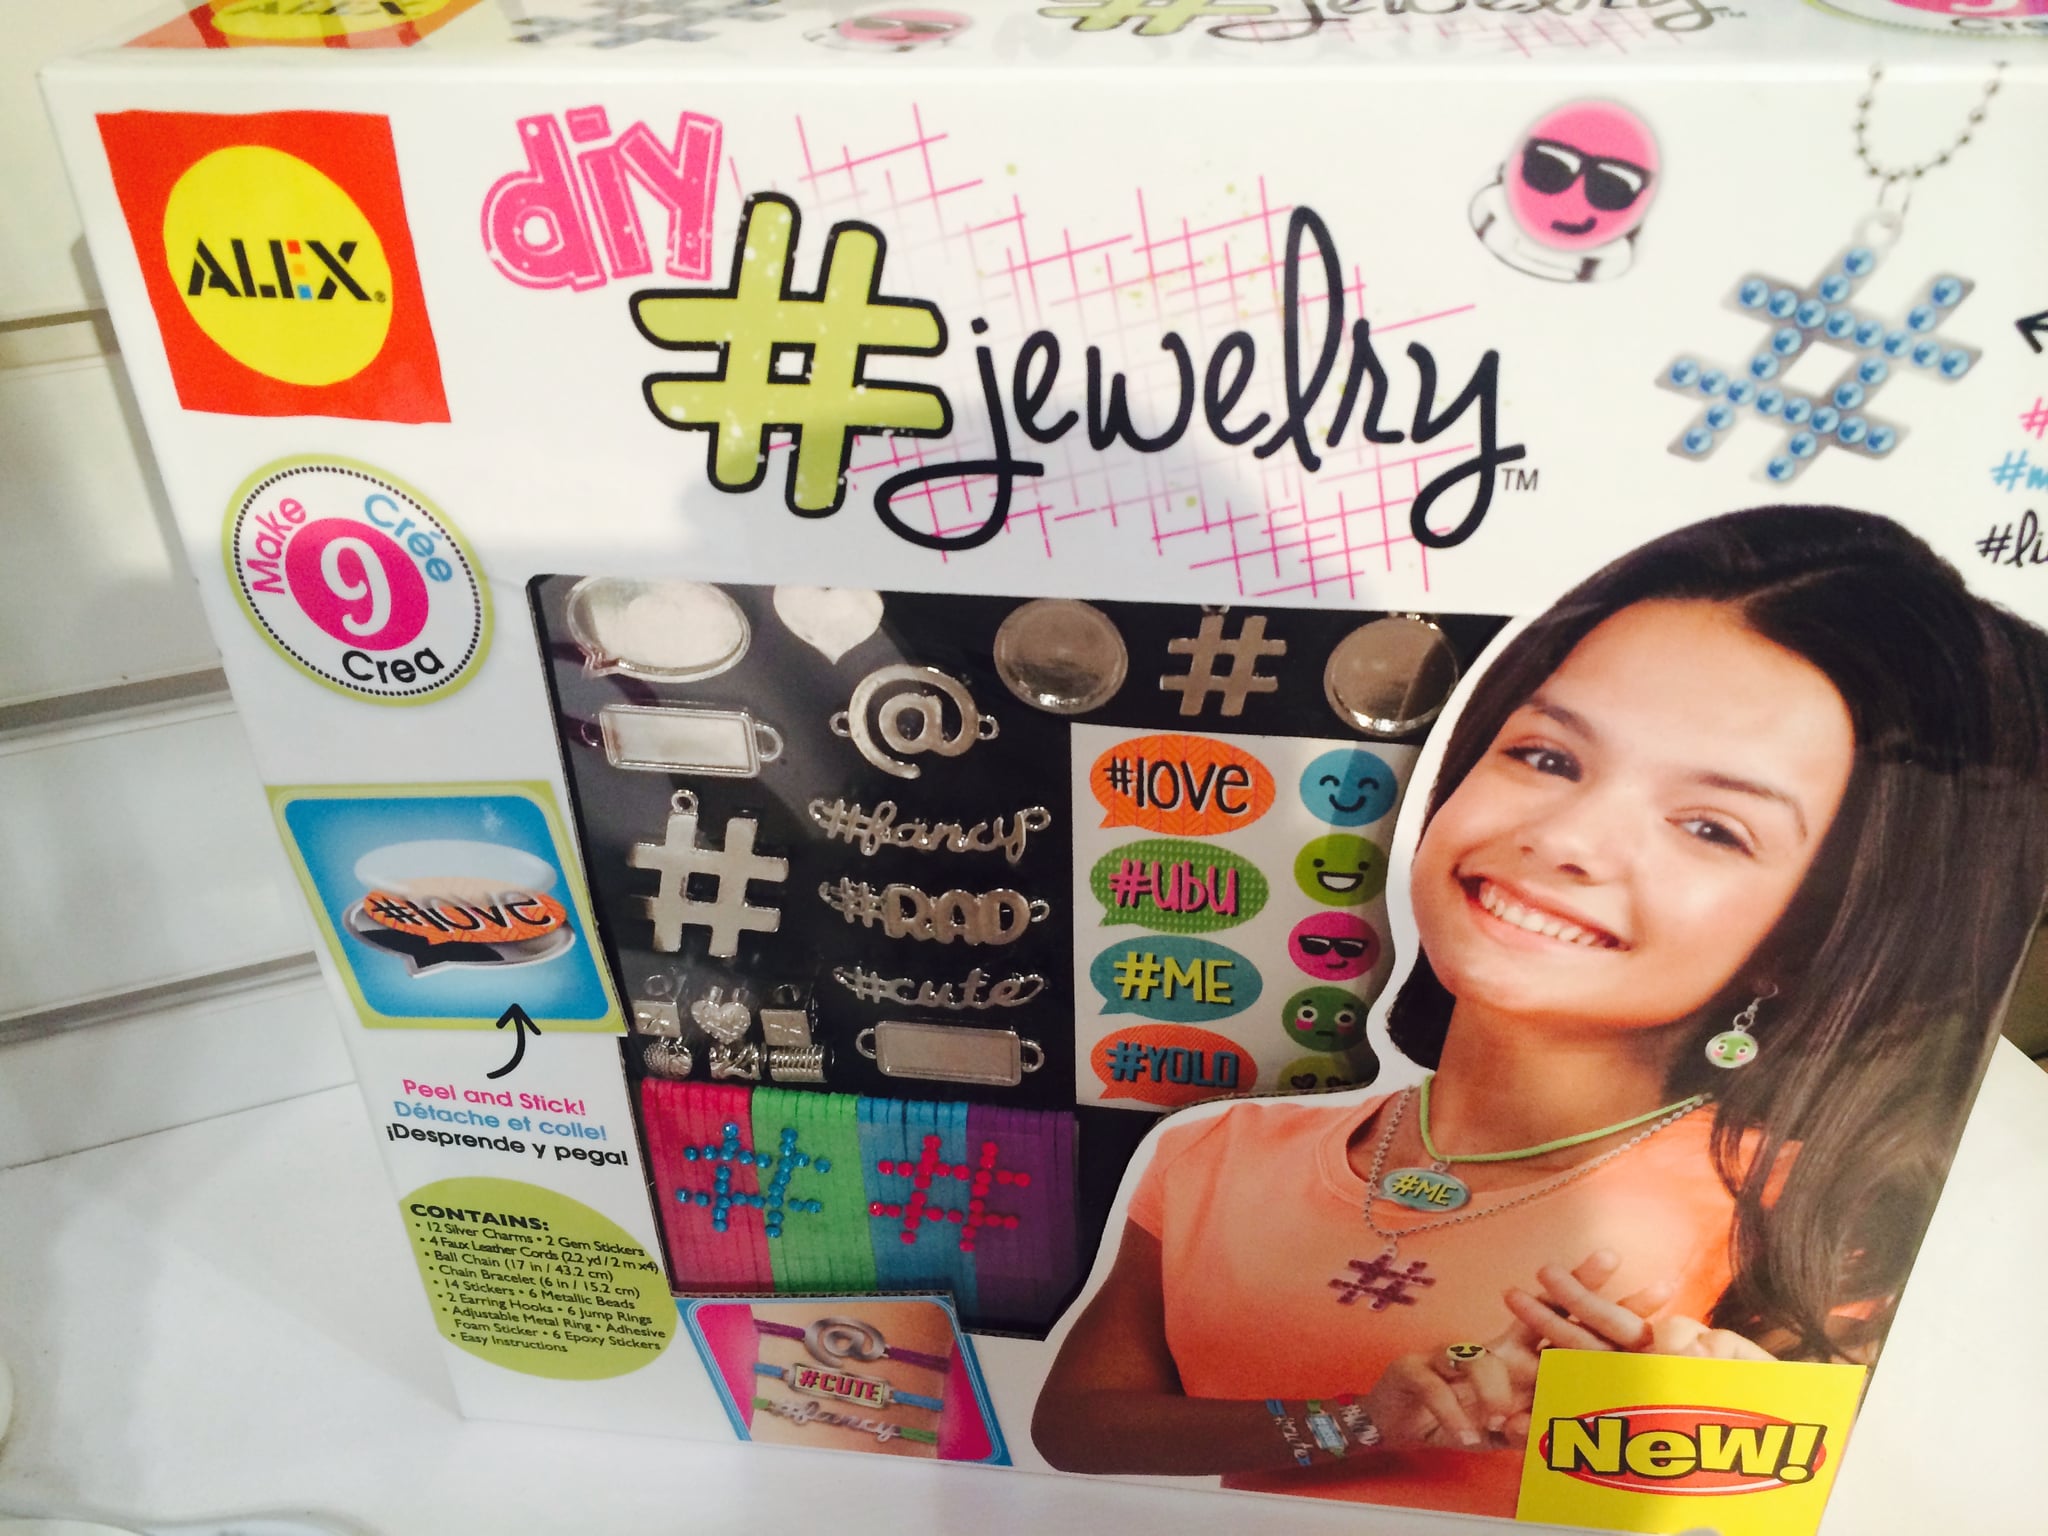 #jewelry
ALEX®
diy
#jewelry™
Make
Crée
9
Crea
#love
Peel and Stick!
Détache et colle!
¡Desprende y pega!
CONTAINS:
• 12 Silver Charms • 2 Gem Stickers
• 4 Faux Leather Cords (2.2 yd / 2 m x4)
• Ball Chain (17 in / 43.2 cm)
• Chain Bracelet (6 in / 15.2 cm)
• 14 Stickers • 6 Metallic Beads
• 2 Earring Hooks • 6 Jump Rings
• Adjustable Metal Ring • Adhesive
Foam Sticker • 6 Epoxy Stickers
• Easy Instructions
#
@
#
#fancy
#RAD
#cute
#love
#ubu
#ME
#YOLO
# #
@
#CUTE
#fancy
#
#ME
#
New!